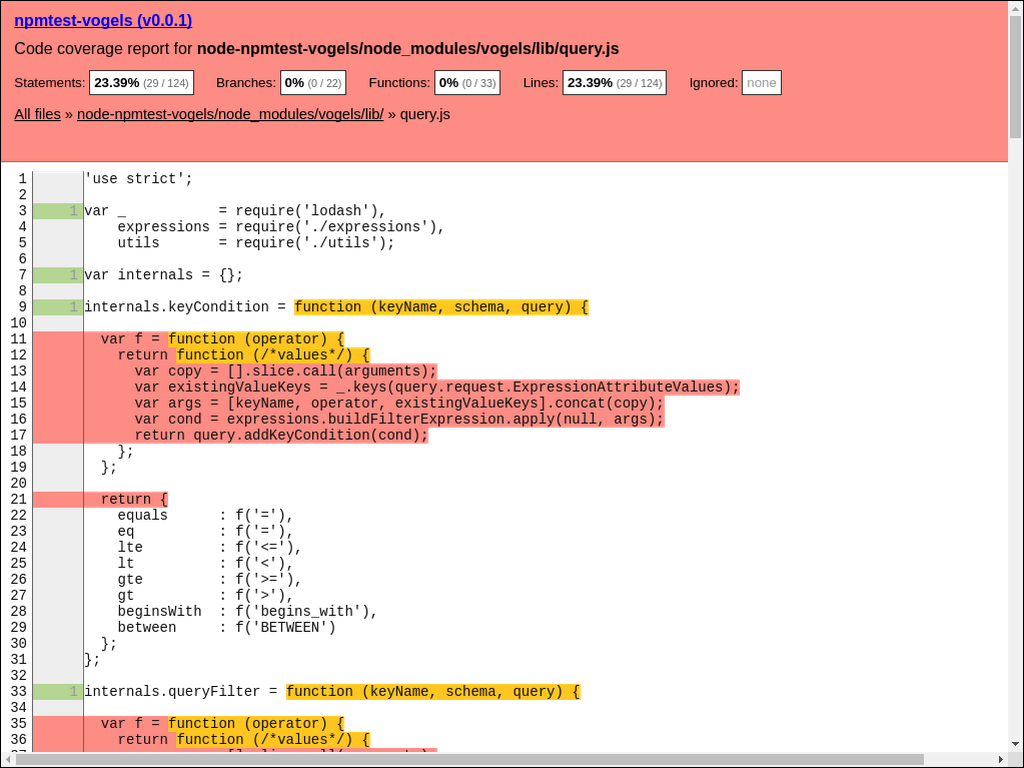 npmtest-vogels (v0.0.1)
Code coverage report for node-npmtest-vogels/node_modules/vogels/lib/query.js
Statements: 23.39% (29 / 124) Branches: 0% (0 / 22) Functions: 0% (0 / 33) Lines: 23.39% (29 / 124) Ignored: none
All files » node-npmtest-vogels/node_modules/vogels/lib/ » query.js
1 'use strict';
2
3 1 var _           = require('lodash'),
4     expressions = require('./expressions'),
5     utils       = require('./utils');
6
7 1 var internals = {};
8
9 1 internals.keyCondition = function (keyName, schema, query) {
10
11   var f = function (operator) {
12     return function (/*values*/) {
13       var copy = [].slice.call(arguments);
14       var existingValueKeys = _.keys(query.request.ExpressionAttributeValues);
15       var args = [keyName, operator, existingValueKeys].concat(copy);
16       var cond = expressions.buildFilterExpression.apply(null, args);
17       return query.addKeyCondition(cond);
18     };
19   };
20
21   return {
22     equals      : f('='),
23     eq          : f('='),
24     lte         : f('<='),
25     lt          : f('<'),
26     gte         : f('>='),
27     gt          : f('>'),
28     beginsWith  : f('begins_with'),
29     between     : f('BETWEEN')
30   };
31 };
32
33 1 internals.queryFilter = function (keyName, schema, query) {
34
35   var f = function (operator) {
36     return function (/*values*/) {